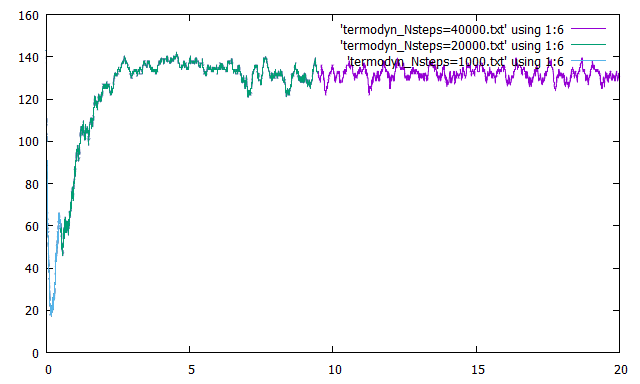 160
140
120
100
80
60
40
20
0
'termodyn_Nsteps=40000.txt' using 1:6
'termodyn_Nsteps=20000.txt' using 1:6
'termodyn_Nsteps=1000.txt' using 1:6
0 5 10 15 20